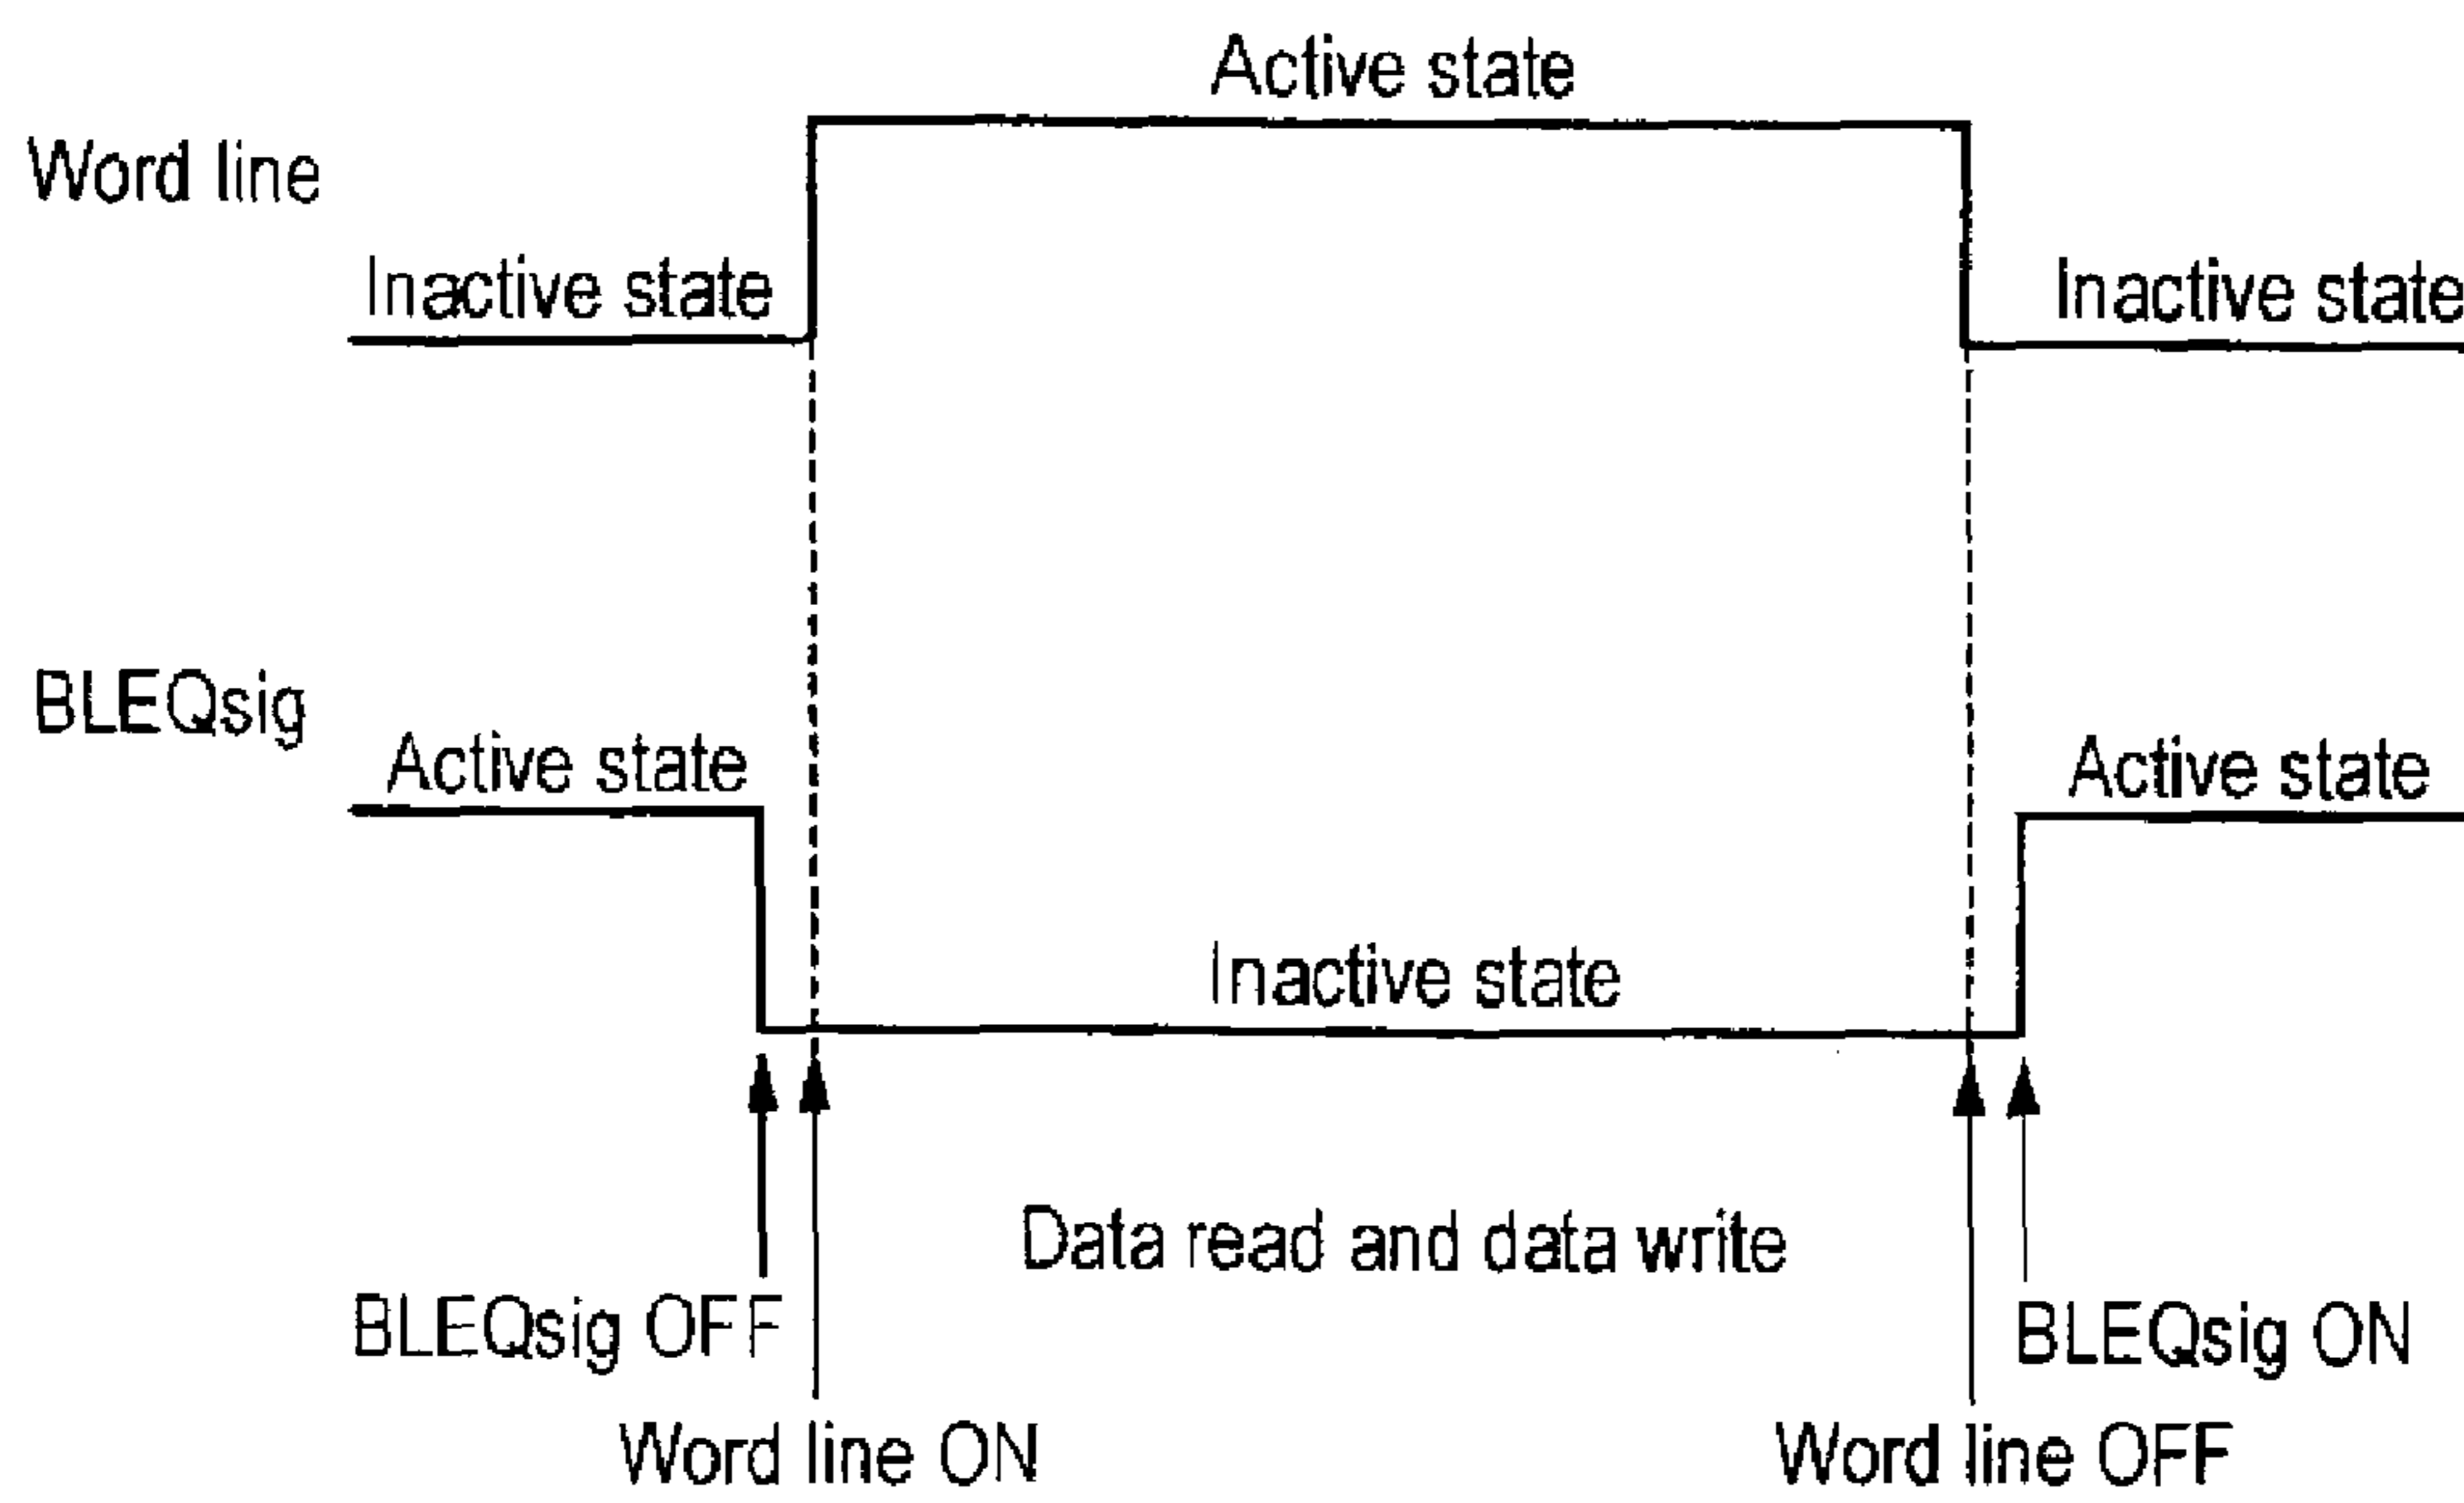 Active state
Word line
Inactive state
Inactive state
BLEQsig
Active state
Active state
Inactive state
Data read and data write
BLEQsig OFF
BLEQsig ON
Word line ON
Word line OFF